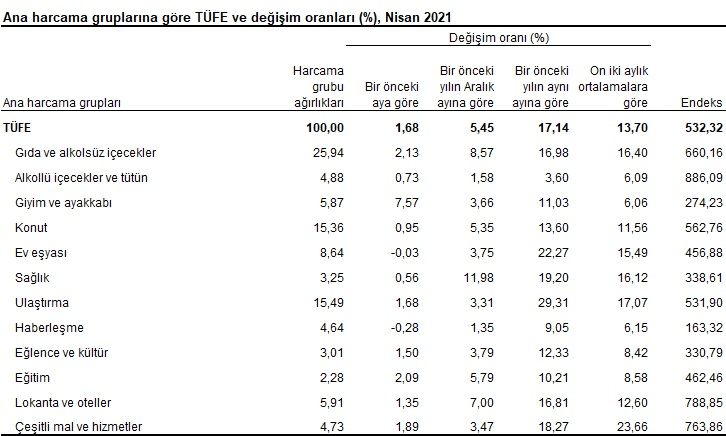 Ana harcama gruplarına göre TÜFE ve değişim oranları (%), Nisan 2021
Değişim oranı (%)
Harcama Bir önceki Bir önceki On iki aylık
grubu Bir önceki yılın Aralık yılın aynı ortalamalara
Ana harcama grupları ağırlıkları aya göre ayına göre ayına göre göre Endeks
TÜFE 100,00 1,68 5,45 17,14 13,70 532,32
Gıda ve alkolsüz içecekler 25,94 2,13 8,57 16,98 16,40 660,16
Alkollü içecekler ve tütün 4,88 0,73 1,58 3,60 6,09 886,09
Giyim ve ayakkabı 5,87 7,57 3,66 11,03 6,06 274,23
Konut 15,36 0,95 5,35 13,60 11,56 562,76
Ev eşyası 8,64 -0,03 3,75 22,27 15,49 456,88
Sağlık 3,25 0,56 11,98 19,20 16,12 338,61
Ulaştırma 15,49 1,68 3,31 29,31 17,07 531,90
Haberleşme 4,64 -0,28 1,35 9,05 6,15 163,32
Eğlence ve kültür 3,01 1,50 3,79 12,33 8,42 330,79
Eğitim 2,28 2,09 5,79 10,21 8,58 462,46
Lokanta ve oteller 5,91 1,35 7,00 16,81 12,60 788,85
Çeşitli mal ve hizmetler 4,73 1,89 3,47 18,27 23,66 763,86